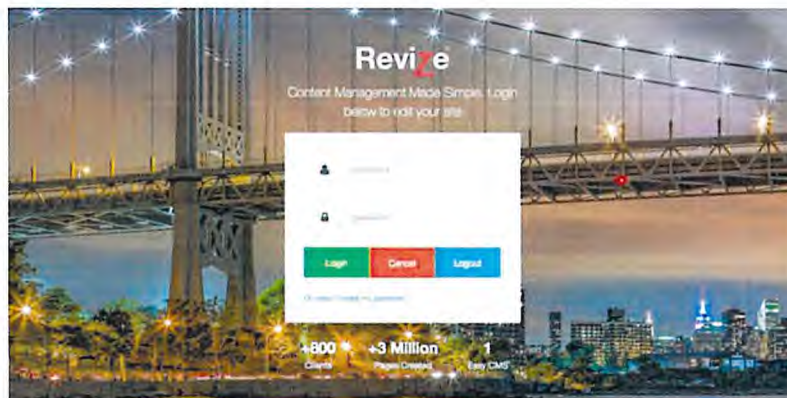 Revize
Content Management Made Simple. Login
below to edit your site
Login Cancel Logout
+800 +3 Million 1
Clients Pages Created Easy CMS